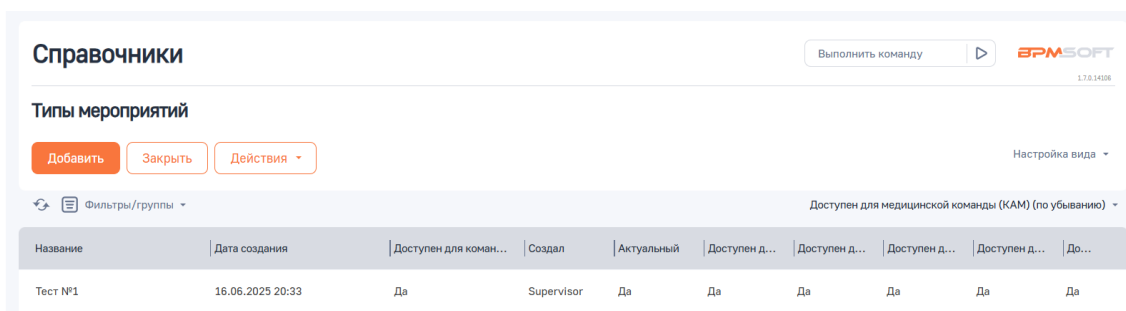 Справочники
Выполнить команду
BPMSOFT
1.7.0.14106
Типы мероприятий
Добавить Закрыть Действия
Настройка вида
Фильтры/группы
Доступен для медицинской команды (КАМ) (по убыванию)
Название Дата создания Доступен для коман... Создал Актуальный Доступен д... Доступен д... Доступен д... Доступен д... До...
Тест №1 16.06.2025 20:33 Да Supervisor Да Да Да Да Да Да